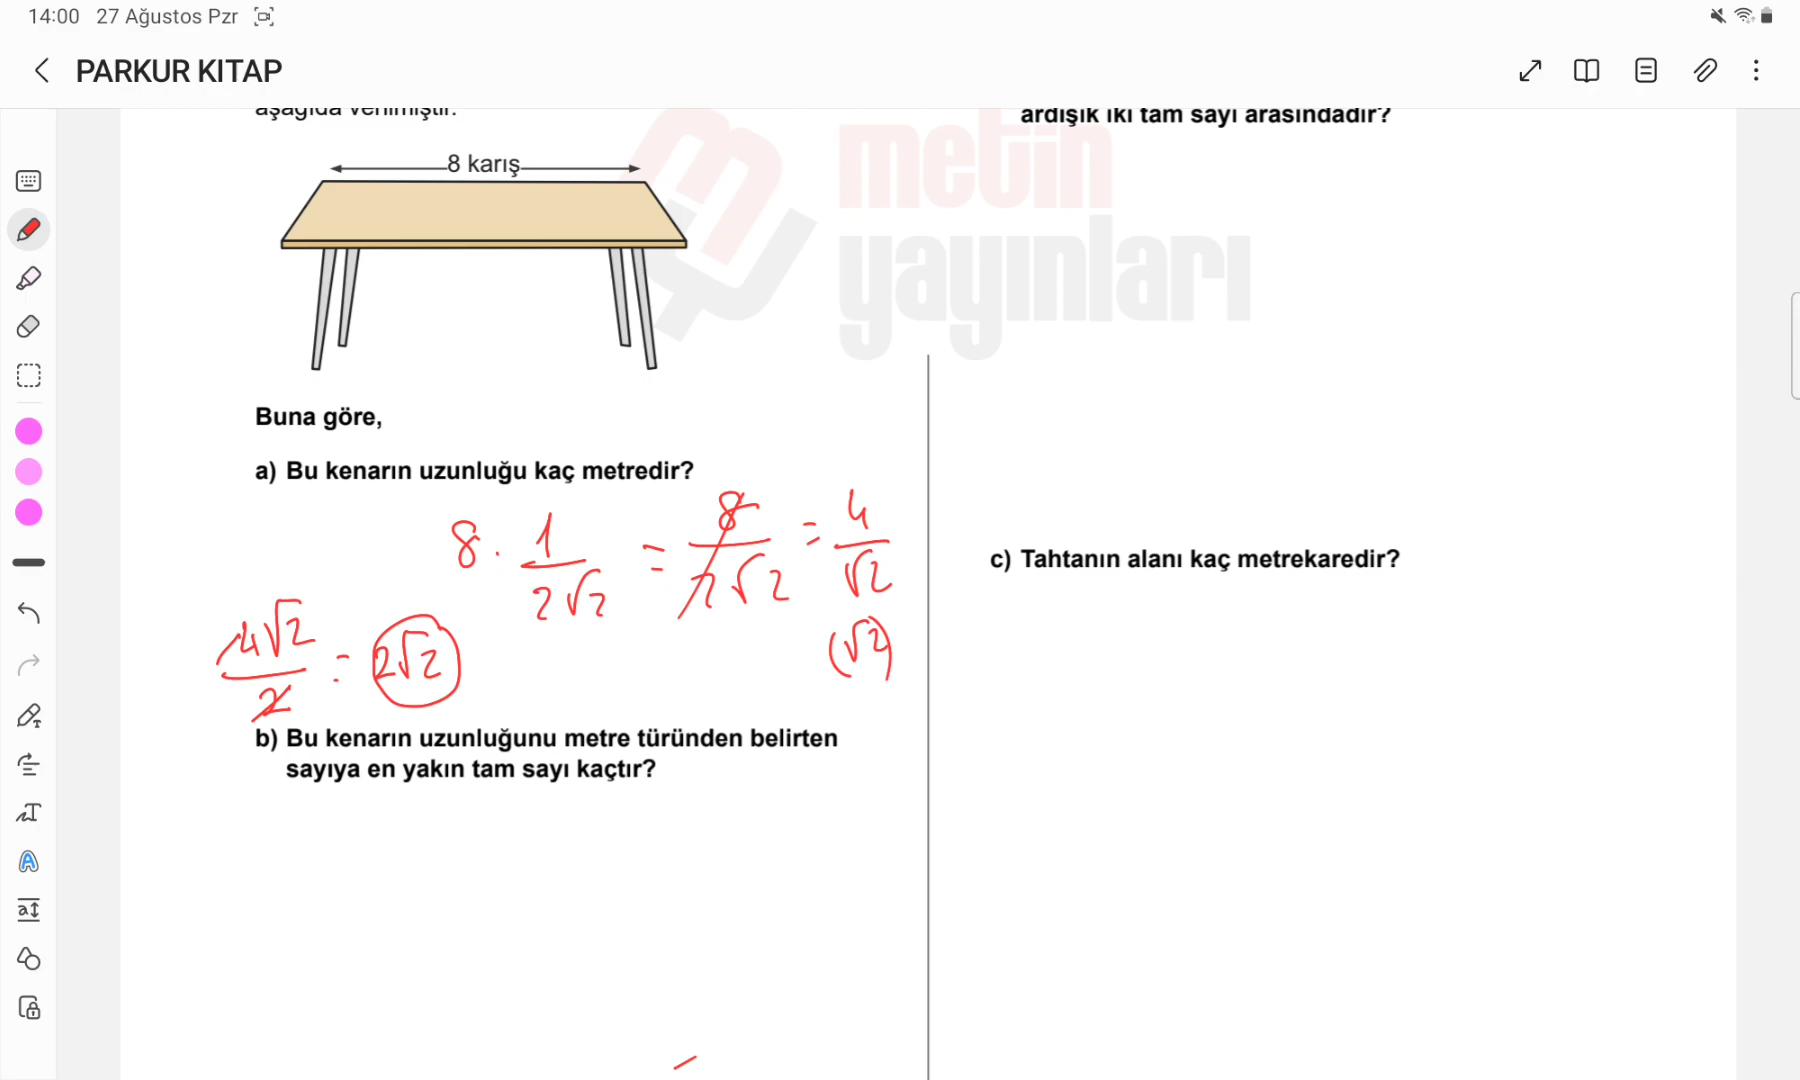 14:00 27 Ağustos Pzr
PARKUR KITAP
aşağıda verilmiştir.
8 karış
Buna göre,
a) Bu kenarın uzunluğu kaç metredir?
8 . 1/(2√2) = 8/(2√2) = 4/√2
(√2)
4√2/2 = 2√2
b) Bu kenarın uzunluğunu metre türünden belirten
sayıya en yakın tam sayı kaçtır?
ardışık iki tam sayı arasındadır?
c) Tahtanın alanı kaç metrekaredir?
metin
yayınları